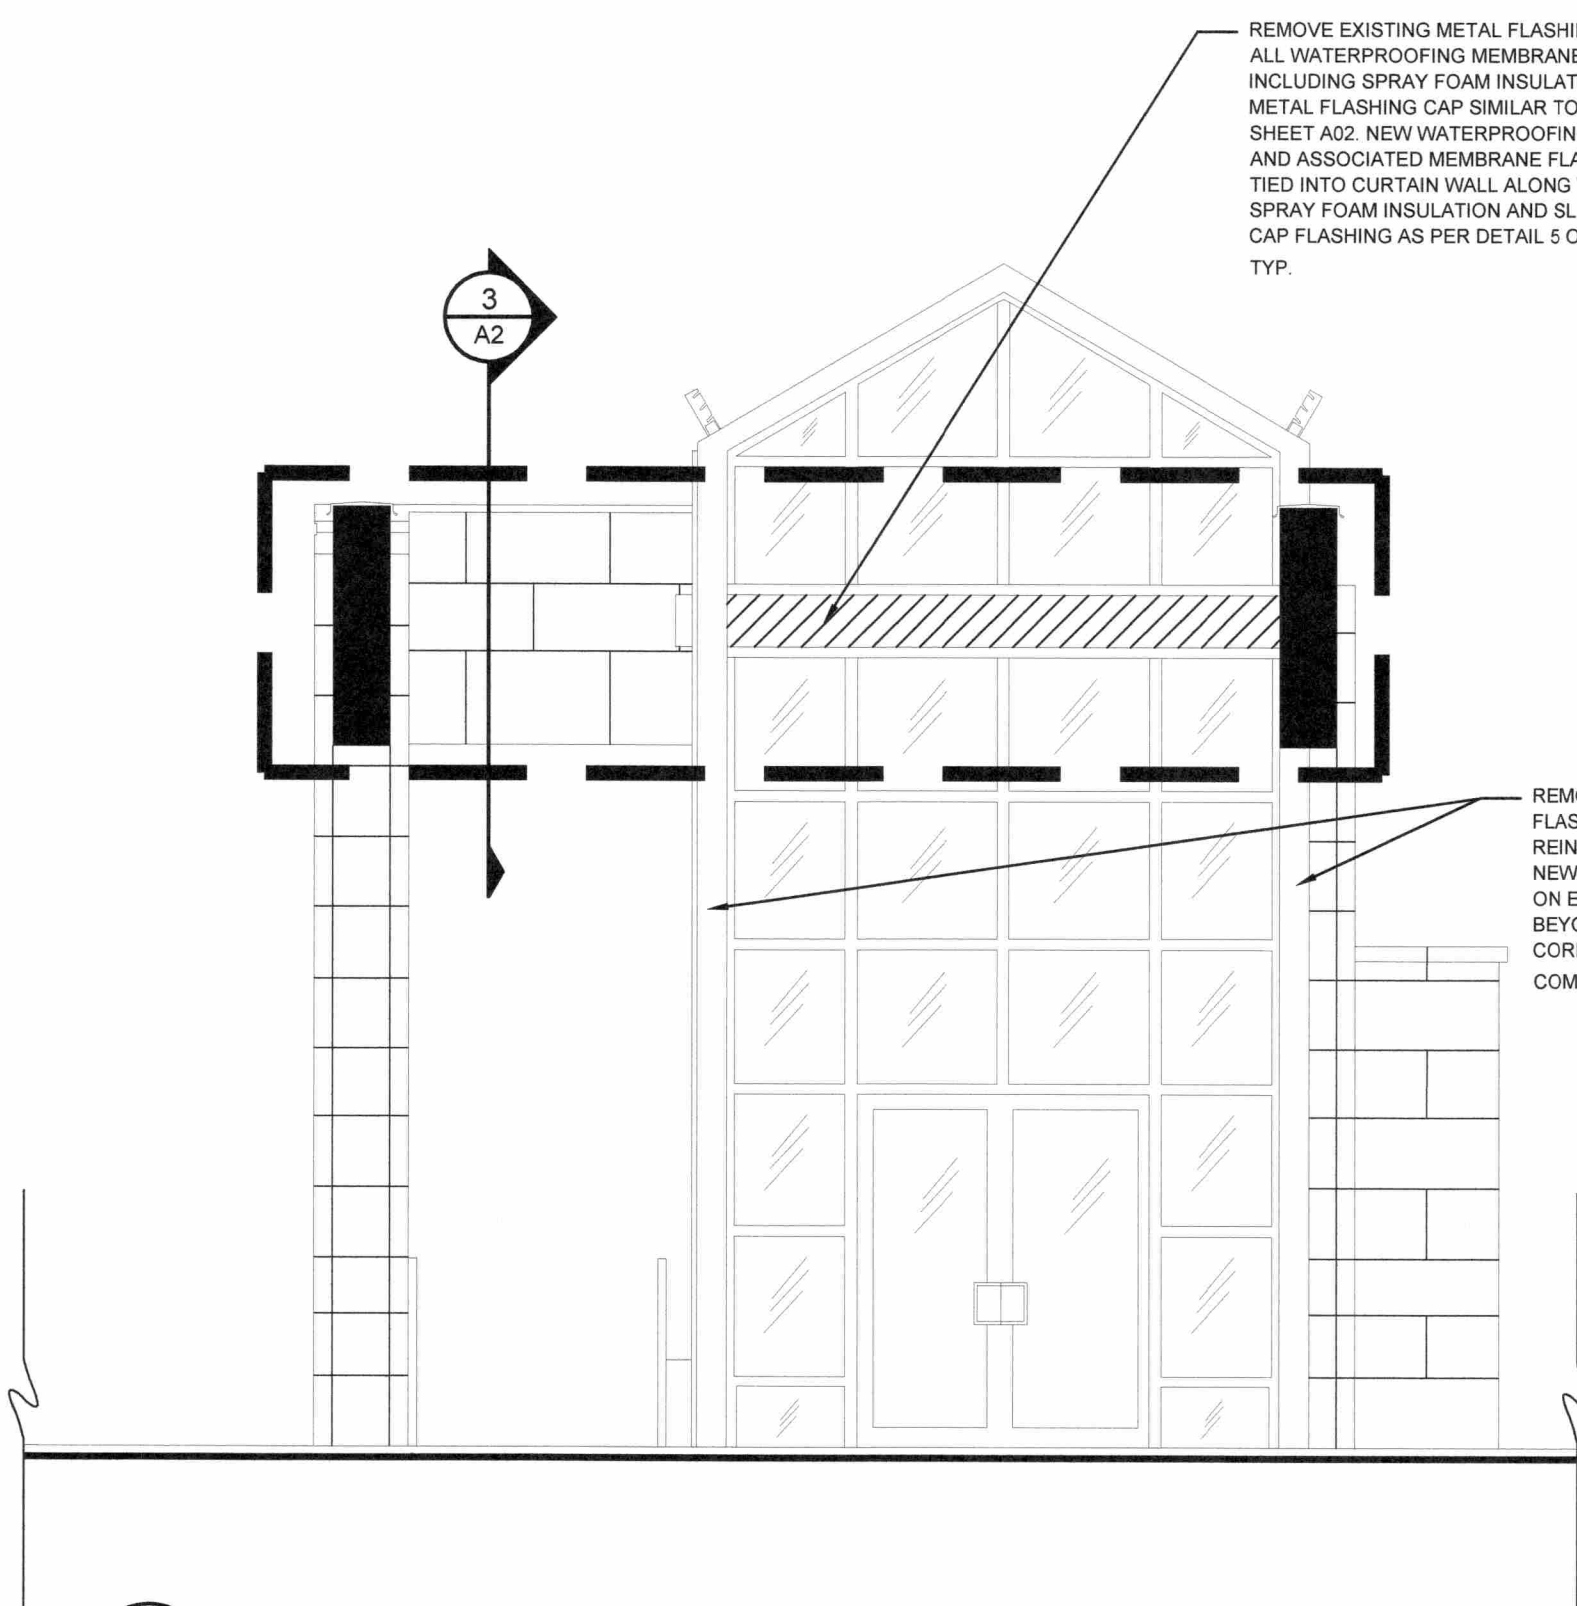 REMOVE EXISTING METAL FLASHI
ALL WATERPROOFING MEMBRANE
INCLUDING SPRAY FOAM INSULAT
METAL FLASHING CAP SIMILAR TO
SHEET A02. NEW WATERPROOFIN
AND ASSOCIATED MEMBRANE FLA
TIED INTO CURTAIN WALL ALONG
SPRAY FOAM INSULATION AND SL
CAP FLASHING AS PER DETAIL 5 O
TYP.
3
A2
REMO
FLAS
REIN
NEW
ON E
BEYO
COR
COM